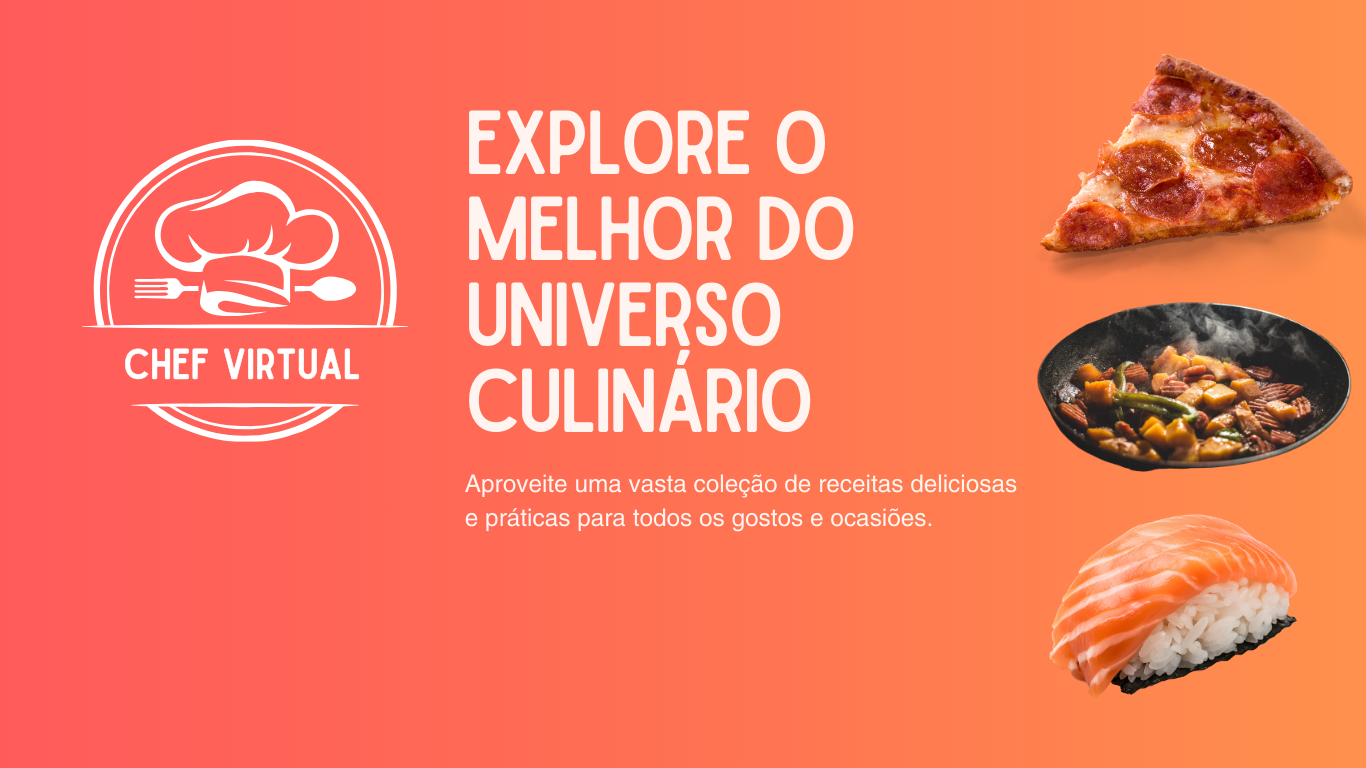 CHEF VIRTUAL
EXPLORE O
MELHOR DO
UNIVERSO
CULINÁRIO
Aproveite uma vasta coleção de receitas deliciosas
e práticas para todos os gostos e ocasiões.